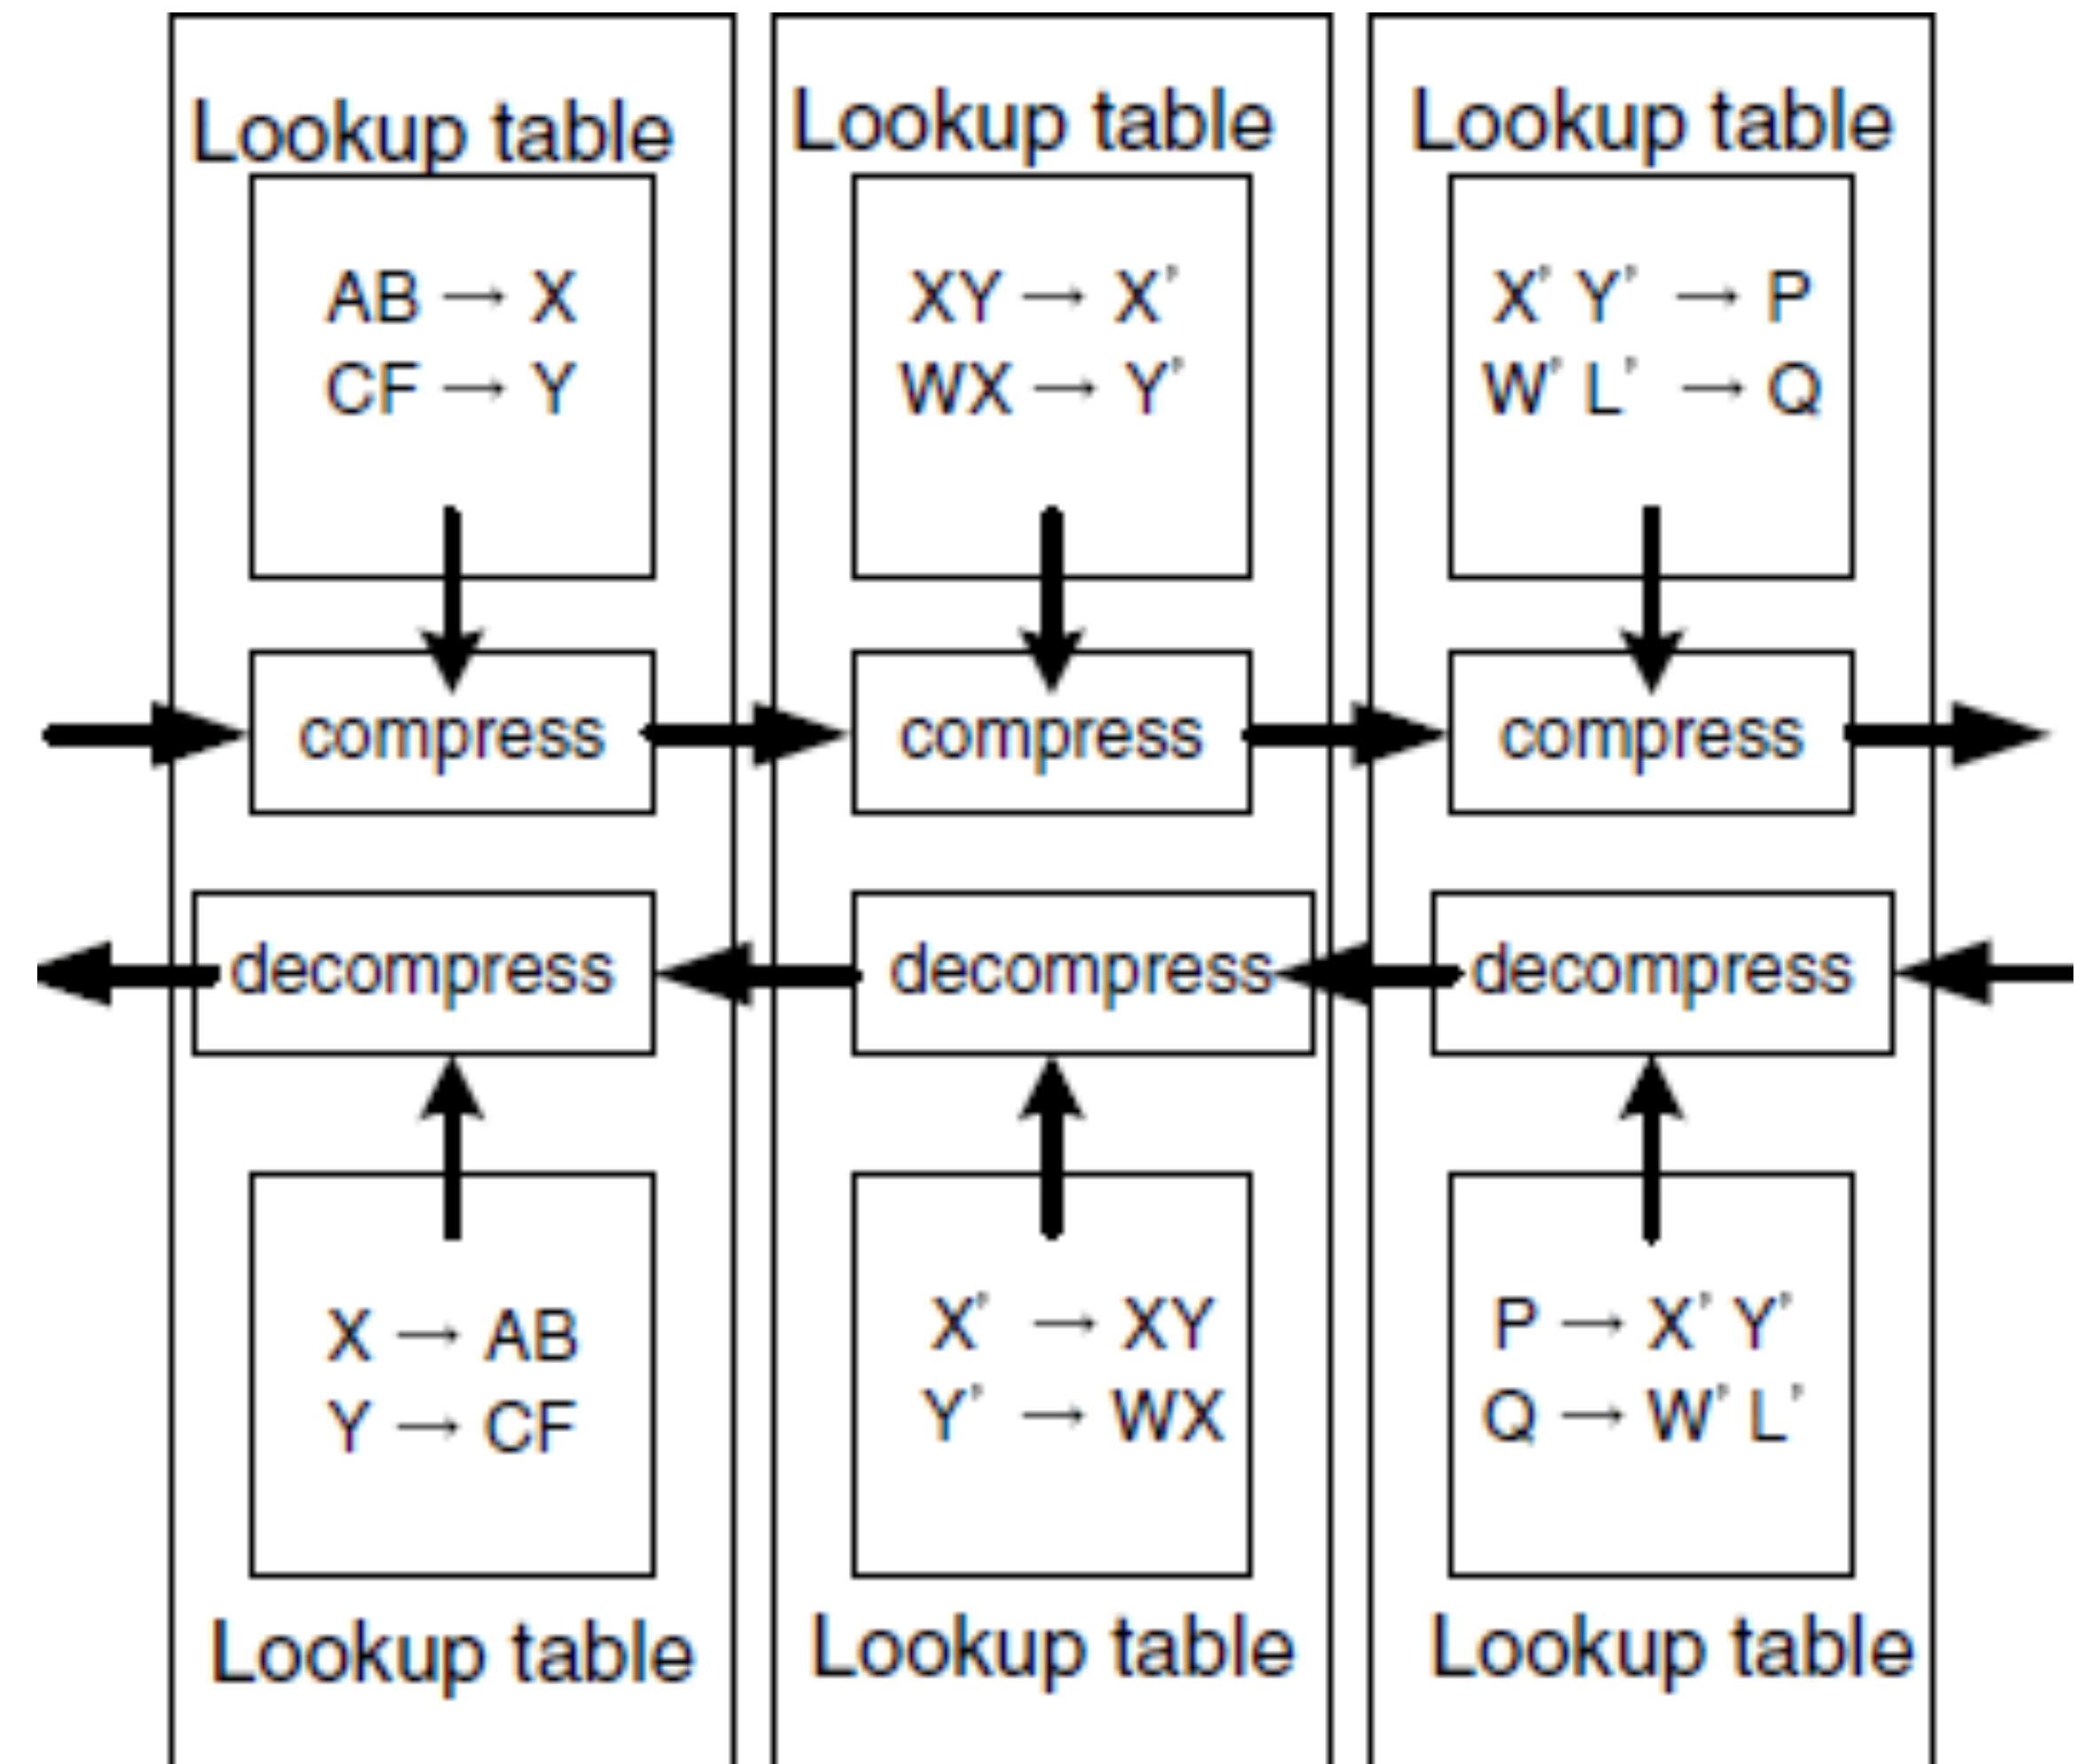 Lookup table
AB → X
CF → Y
compress
decompress
X → AB
Y → CF
Lookup table
Lookup table
XY → X’
WX → Y’
compress
decompress
X’ → XY
Y’ → WX
Lookup table
Lookup table
X’ Y’ → P
W’ L’ → Q
compress
decompress
P → X’ Y’
Q → W’ L’
Lookup table